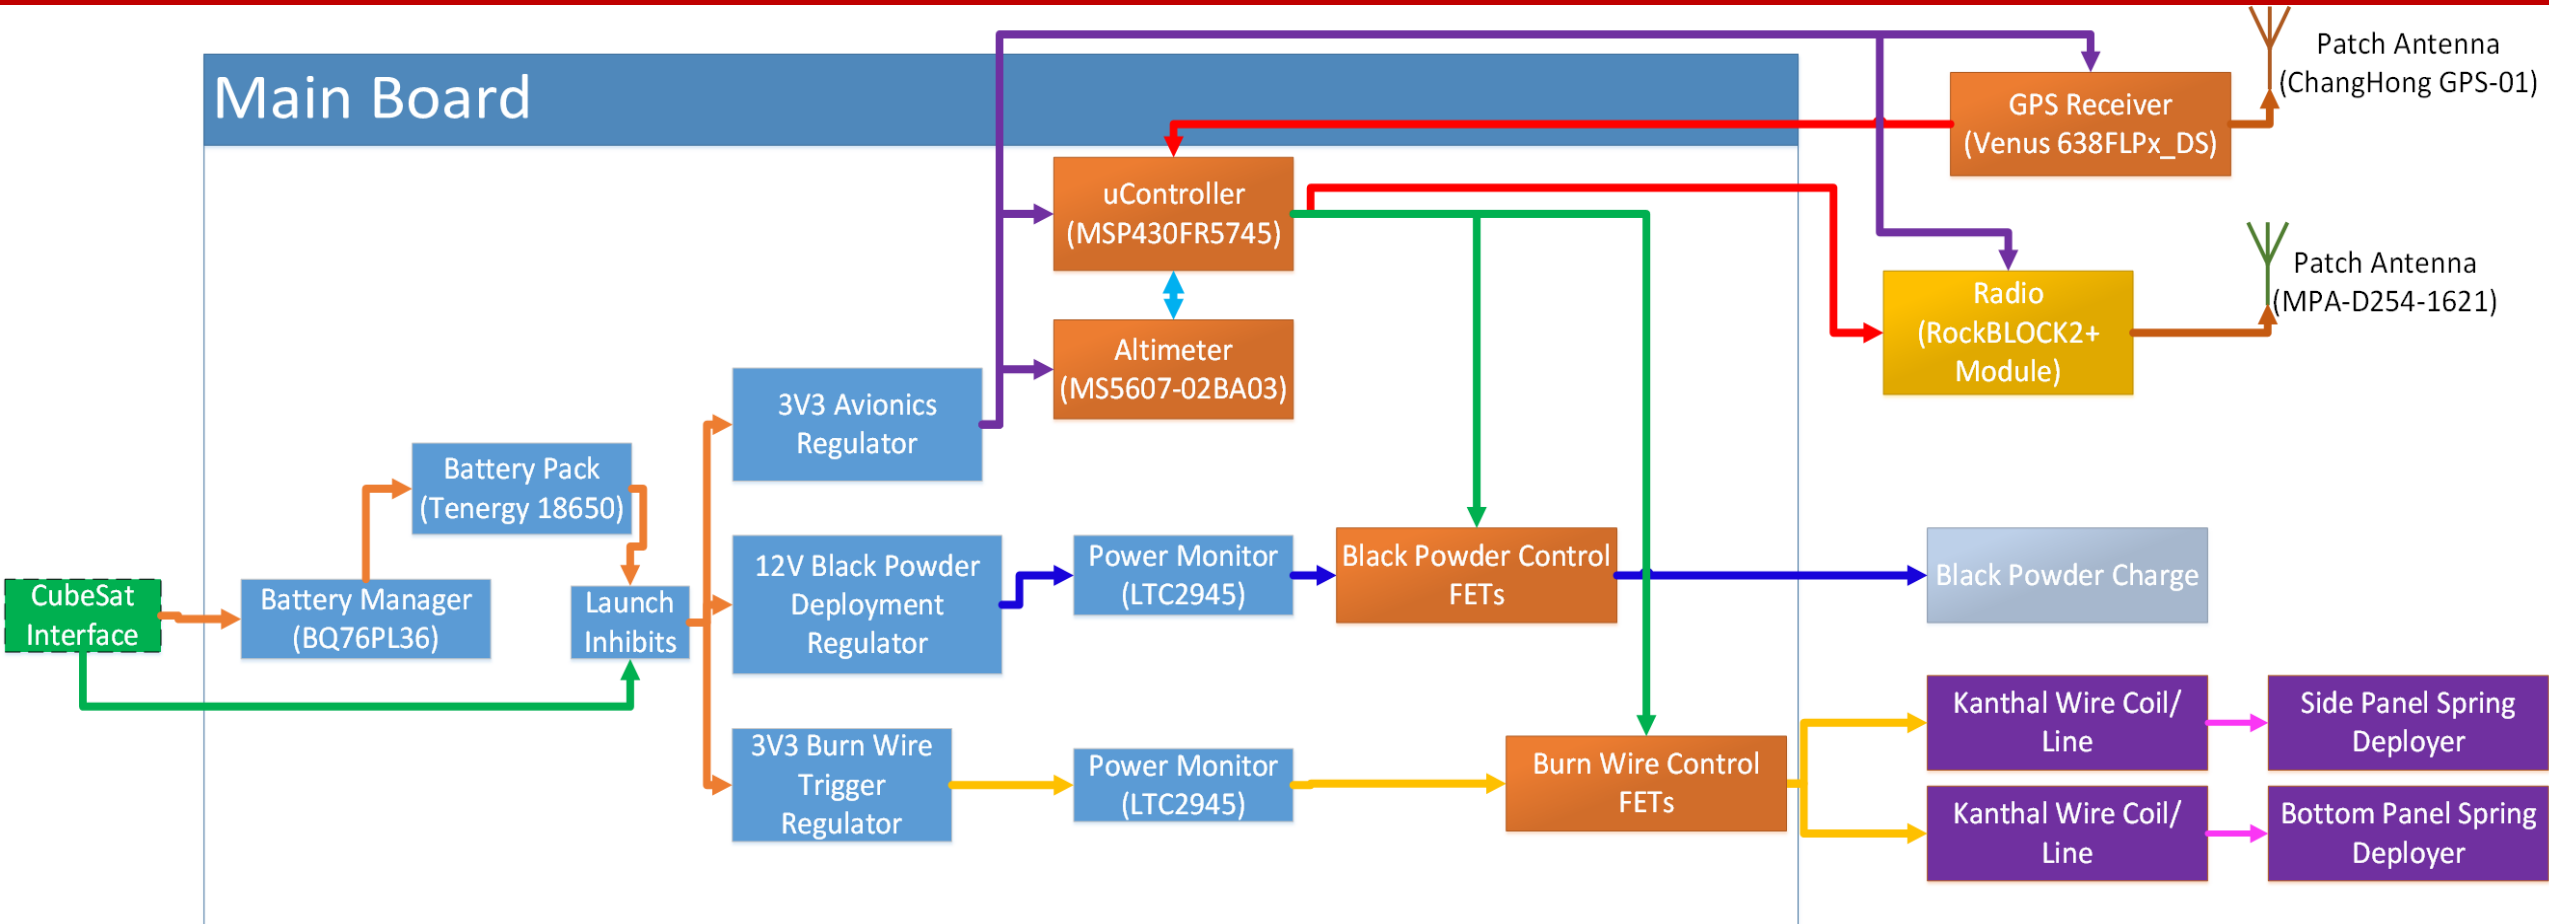 Main Board
Patch Antenna
(ChangHong GPS-01)
GPS Receiver
(Venus 638FLPx_DS)
uController
(MSP430FR5745)
Patch Antenna
(MPA-D254-1621)
Radio
(RockBLOCK2+
Module)
Altimeter
(MS5607-02BA03)
3V3 Avionics
Regulator
Battery Pack
(Tenergy 18650)
CubeSat
Interface
Battery Manager
(BQ76PL36)
Launch
Inhibits
12V Black Powder
Deployment
Regulator
Power Monitor
(LTC2945)
Black Powder Control
FETs
Black Powder Charge
3V3 Burn Wire
Trigger
Regulator
Power Monitor
(LTC2945)
Burn Wire Control
FETs
Kanthal Wire Coil/
Line
Side Panel Spring
Deployer
Kanthal Wire Coil/
Line
Bottom Panel Spring
Deployer